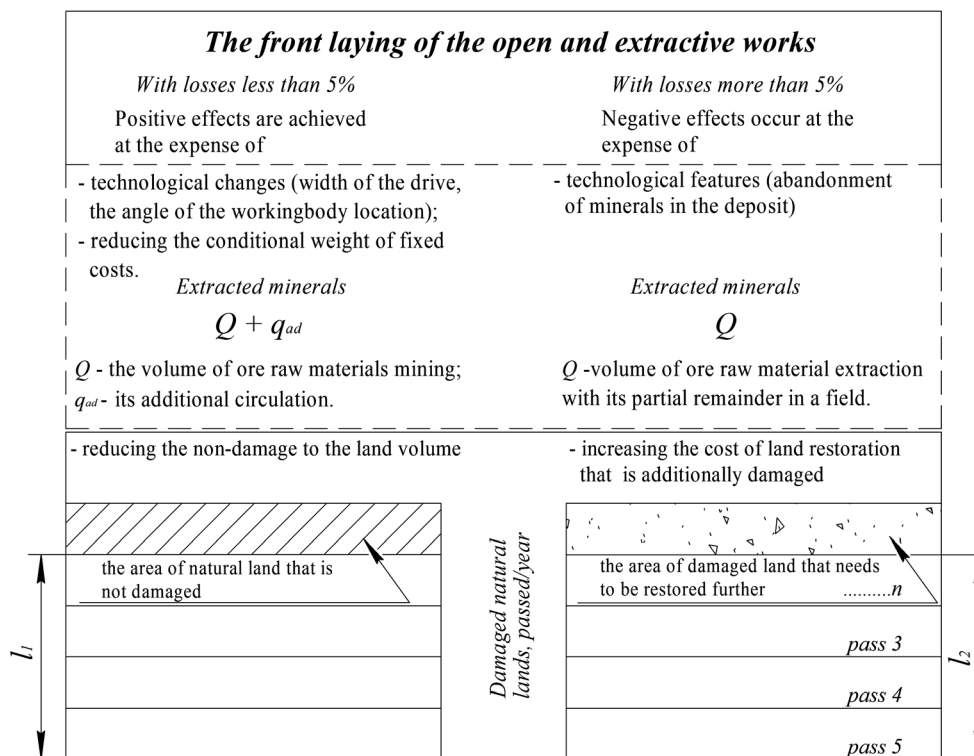 The front laying of the open and extractive works
With losses less than 5%
Positive effects are achieved
at the expense of
With losses more than 5%
Negative effects occur at the
expense of
- technological changes (width of the drive,
the angle of the workingbody location);
- reducing the conditional weight of fixed
costs.
Extracted minerals
Q + qad
Q - the volume of ore raw materials mining;
qad - its additional circulation.
- technological features (abandonment
of minerals in the deposit)
Extracted minerals
Q
Q -volume of ore raw material extraction
with its partial remainder in a field.
- reducing the non-damage to the land volume
- increasing the cost of land restoration
that is additionally damaged
the area of natural land that is
not damaged
l1
Damaged natural
lands, passed/year
the area of damaged land that needs
to be restored further ..........n
pass 3
pass 4
pass 5
l2